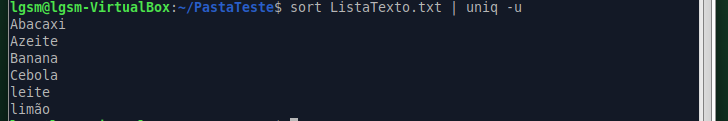 lgsm@lgsm-VirtualBox:~/PastaTeste$ sort ListaTexto.txt | uniq -u
Abacaxi
Azeite
Banana
Cebola
leite
limão